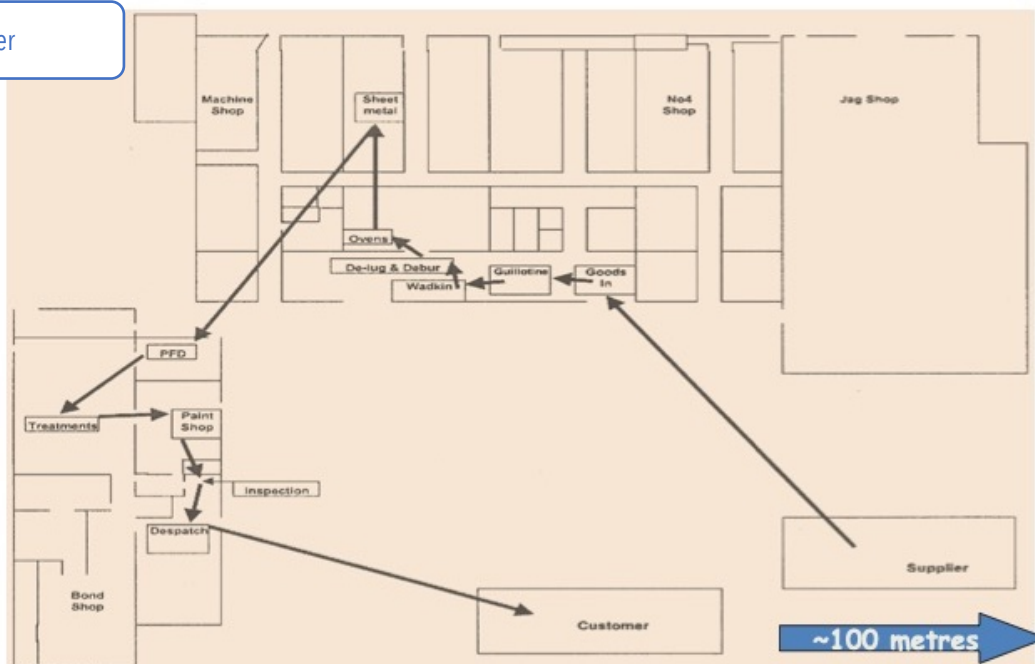 er
Machine
Shop
Sheet
metal
No4
Shop
Jag Shop
Ovens
De-lug & Debur
Wadkin
Guillotine
Goods
In
PFD
Treatments
Paint
Shop
Inspection
Despatch
Bond
Shop
Customer
Supplier
~100 metres